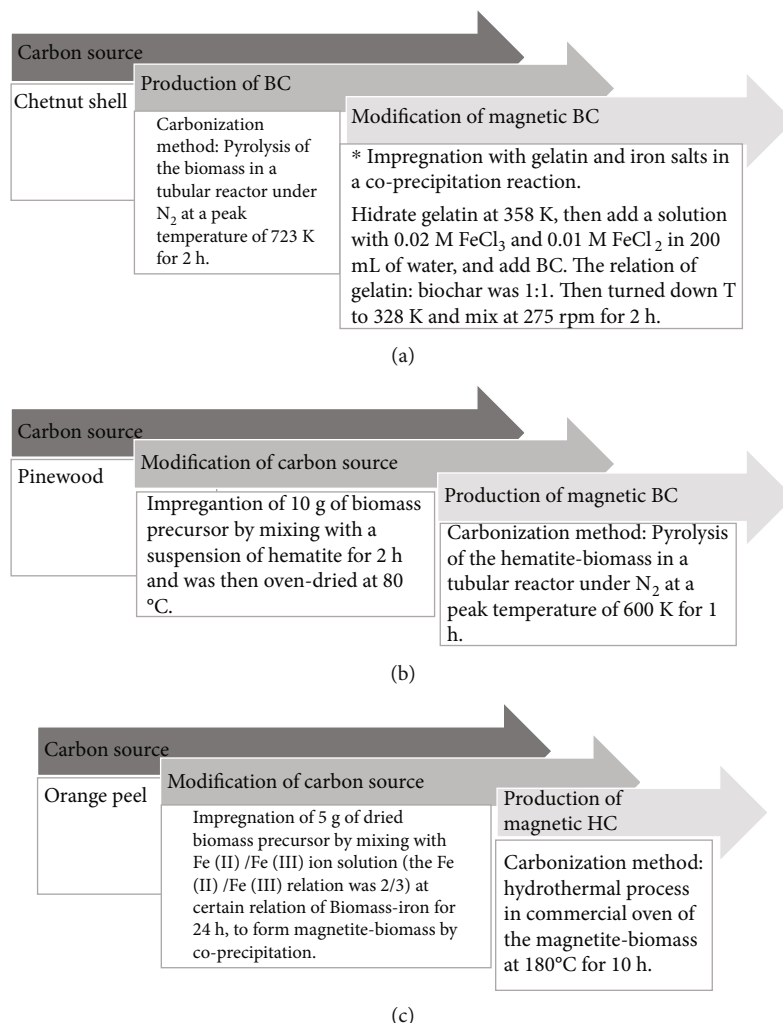 Carbon source
Chetnut shell
Production of BC
Carbonization
method: Pyrolysis of
the biomass in a
tubular reactor under
N₂ at a peak
temperature of 723 K
for 2 h.
Modification of magnetic BC
* Impregnation with gelatin and iron salts in
a co-precipitation reaction.
Hidrate gelatin at 358 K, then add a solution
with 0.02 M FeCl₃ and 0.01 M FeCl₂ in 200
mL of water, and add BC. The relation of
gelatin: biochar was 1:1. Then turned down T
to 328 K and mix at 275 rpm for 2 h.
(a)
Carbon source
Pinewood
Modification of carbon source
Impregantion of 10 g of biomass
precursor by mixing with a
suspension of hematite for 2 h
and was then oven-dried at 80
°C.
Production of magnetic BC
Carbonization method: Pyrolysis
of the hematite-biomass in a
tubular reactor under N₂ at a
peak temperature of 600 K for 1
h.
(b)
Carbon source
Orange peel
Modification of carbon source
Impregnation of 5 g of dried
biomass precursor by mixing with
Fe (II) /Fe (III) ion solution (the Fe
(II) /Fe (III) relation was 2/3) at
certain relation of Biomass-iron for
24 h, to form magnetite-biomass by
co-precipitation.
Production of
magnetic HC
Carbonization method:
hydrothermal process
in commercial oven of
the magnetite-biomass
at 180°C for 10 h.
(c)